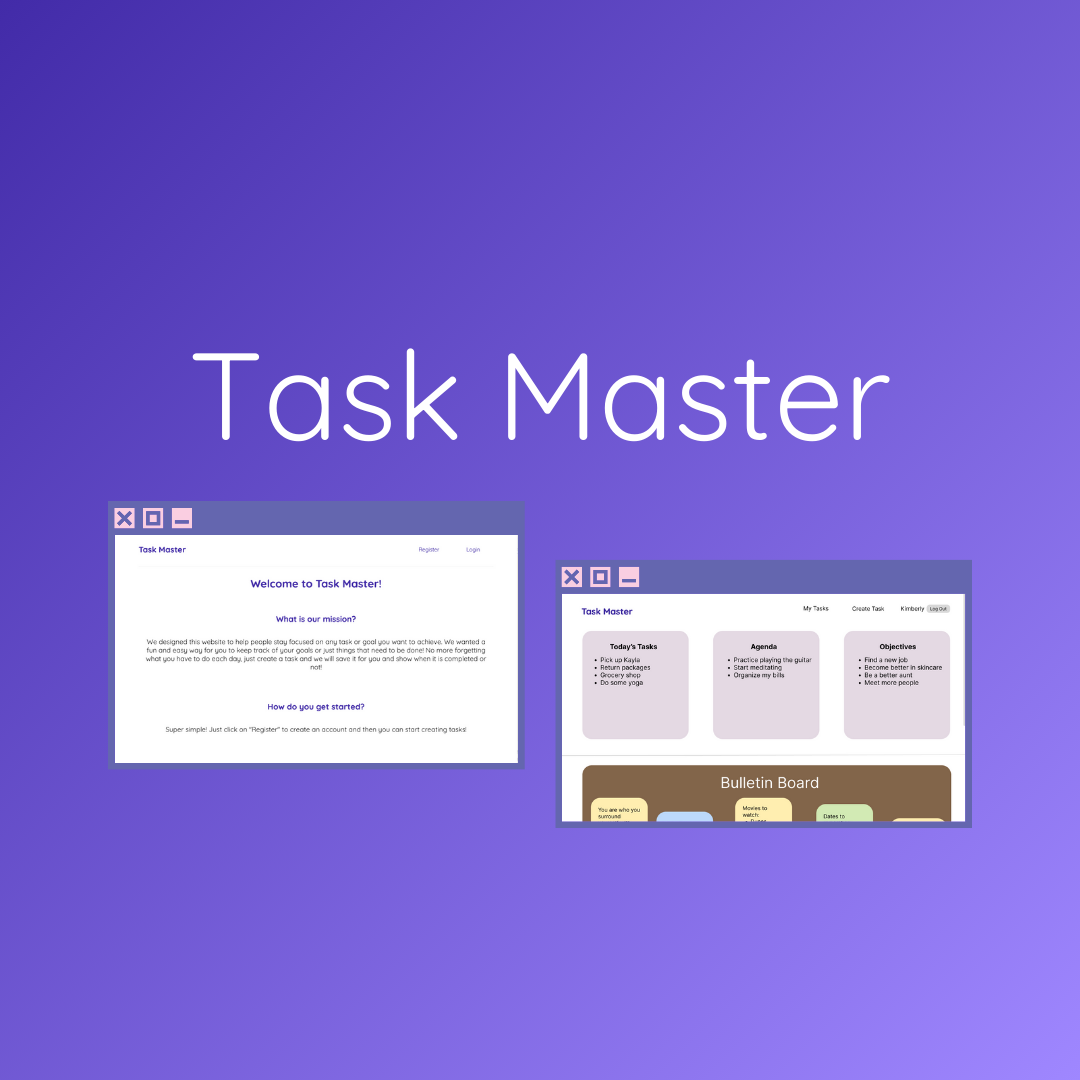 Task Master
Task Master
Register
Login
Welcome to Task Master!
What is our mission?
We designed this website to help people stay focused on any task or goal you want to achieve. We wanted a
fun and easy way for you to keep track of your goals or just things that need to be done! No more forgetting
what you have to do each day, just create a task and we will save it for you and show when it is completed or
not!
How do you get started?
Super simple! Just click on "Register" to create an account and then you can start creating tasks!
Task Master
My Tasks
Create Task
Kimberly
Log Out
Today's Tasks
• Pick up Kayla
• Return packages
• Grocery shop
• Do some yoga
Agenda
• Practice playing the guitar
• Start meditating
• Organize my bills
Objectives
• Find a new job
• Become better in skincare
• Be a better aunt
• Meet more people
Bulletin Board
You are who you
surround
Movies to
watch:
Dates to